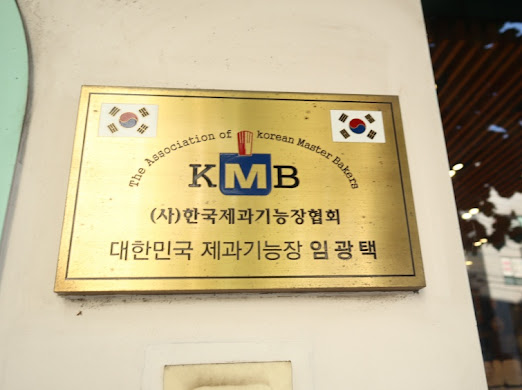 The Association of korean Master Bakers
KMB
(사)한국제과기능장협회
대한민국 제과기능장 임광택